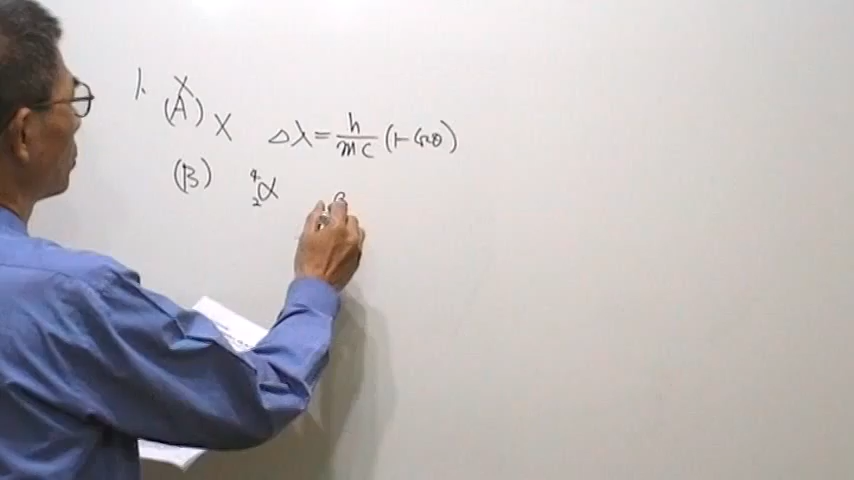 1. (A) X X Δλ = h/mc (1-cosθ)
(B) ⁴₂α